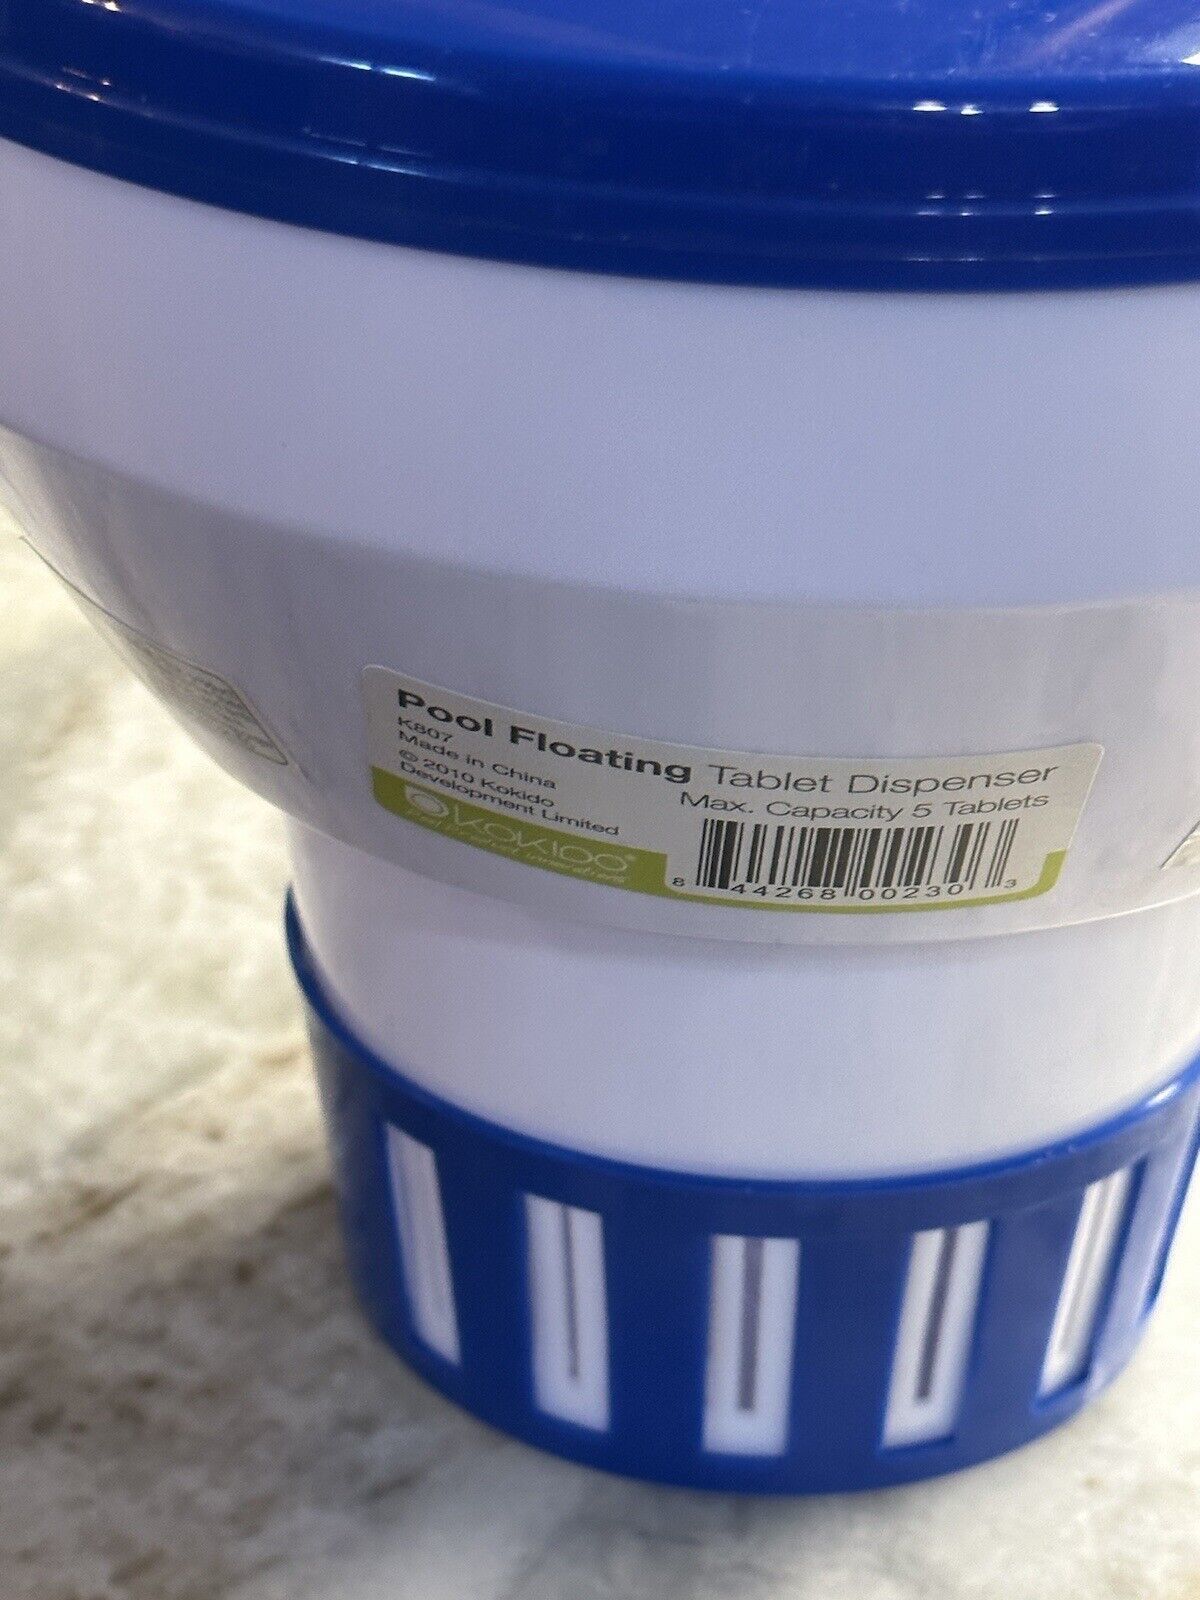 Pool Floating Tablet Dispenser
K807
Max. Capacity 5 Tablets
Made in China
© 2010 Kokido
Development Limited
KOKIDO®
8 44268 00230 3